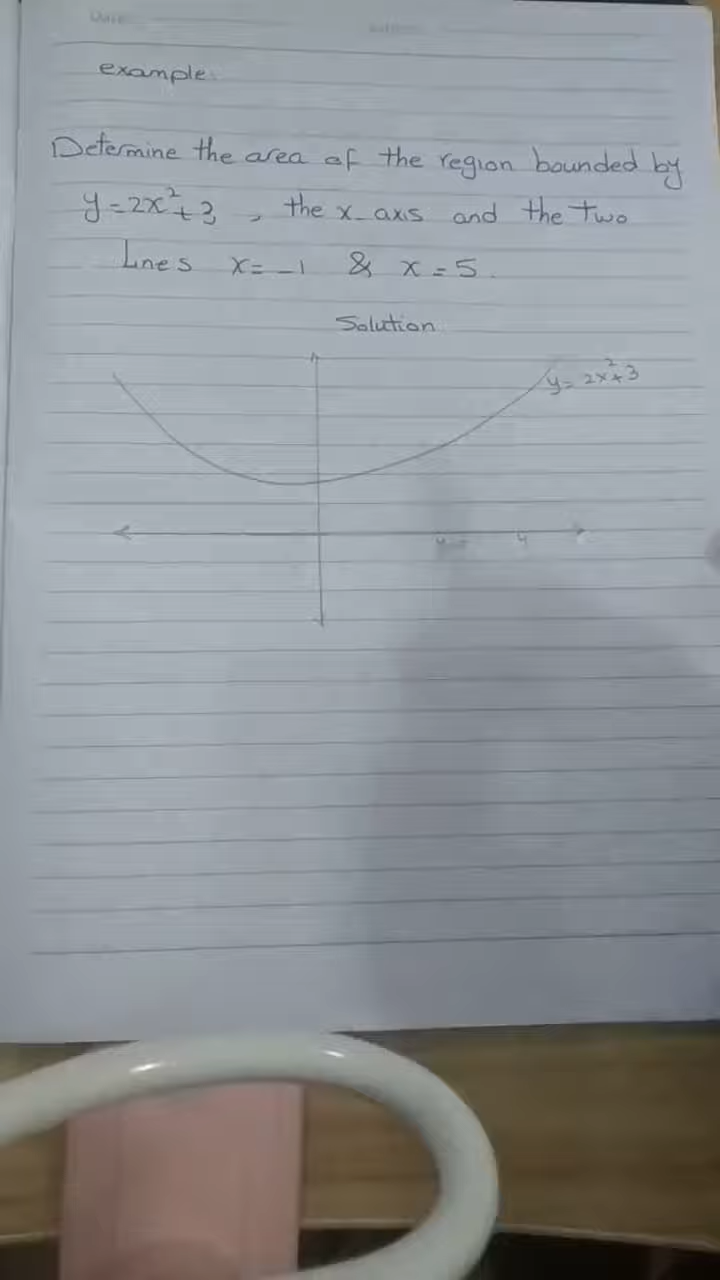 example.
Determine the area of the region bounded by
y=2x²+3, the x-axis and the two
Lines x=-1 & x=5.
Solution
y=2x²+3